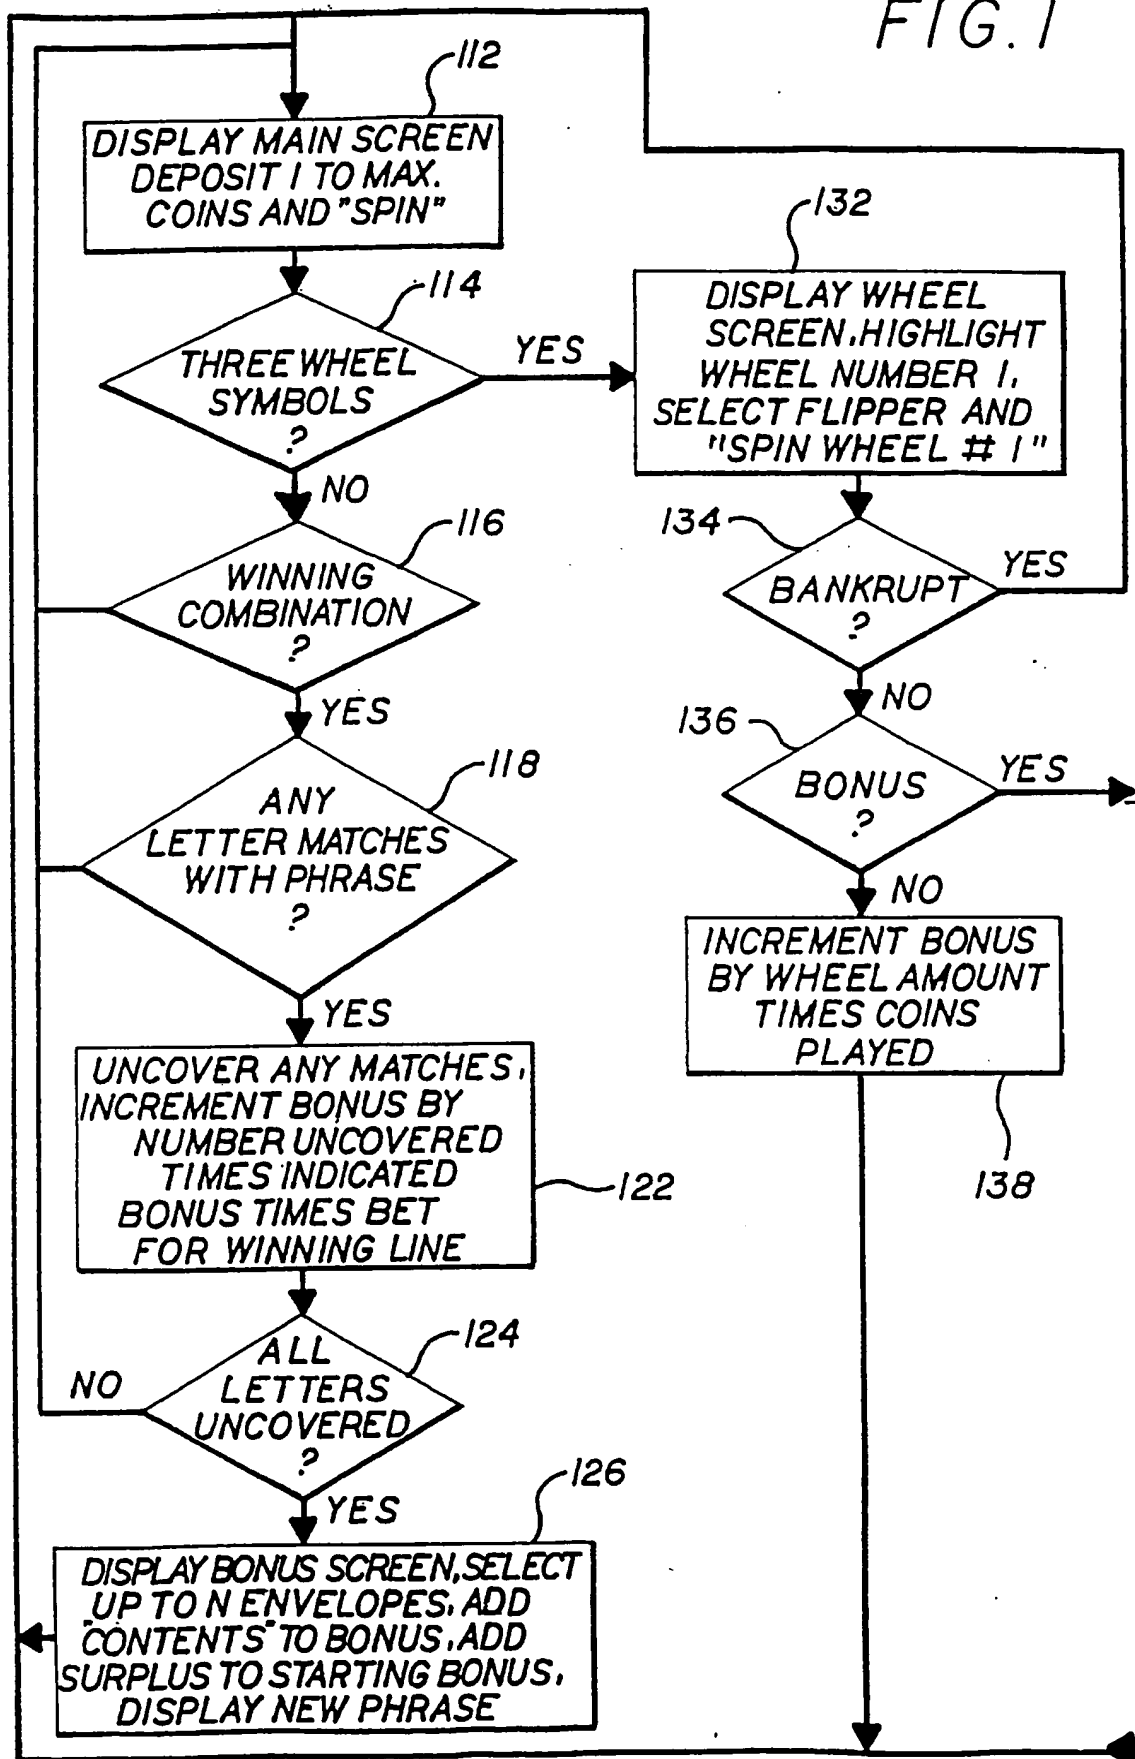 FIG. 1
112
DISPLAY MAIN SCREEN
DEPOSIT 1 TO MAX.
COINS AND "SPIN"
114
THREE WHEEL
SYMBOLS
?
YES
NO
132
DISPLAY WHEEL
SCREEN, HIGHLIGHT
WHEEL NUMBER 1,
SELECT FLIPPER AND
"SPIN WHEEL # 1"
116
WINNING
COMBINATION
?
YES
134
BANKRUPT
?
YES
NO
118
ANY
LETTER MATCHES
WITH PHRASE
?
YES
136
BONUS
?
YES
NO
INCREMENT BONUS
BY WHEEL AMOUNT
TIMES COINS
PLAYED
138
UNCOVER ANY MATCHES,
INCREMENT BONUS BY
NUMBER UNCOVERED
TIMES INDICATED
BONUS TIMES BET
FOR WINNING LINE
122
124
ALL
LETTERS
UNCOVERED
?
NO
YES
126
DISPLAY BONUS SCREEN, SELECT
UP TO N ENVELOPES, ADD
"CONTENTS" TO BONUS, ADD
SURPLUS TO STARTING BONUS,
DISPLAY NEW PHRASE